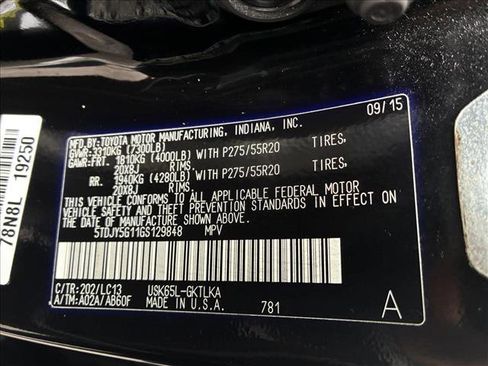 09/15
MFD.BY:TOYOTA MOTOR MANUFACTURING, INDIANA, INC.
GVWR:3310KG (7300LB)
GAWR:FRT. 1810KG (4000LB) WITH P275/55R20 TIRES,
20X8J RIMS.
RR. 1940KG (4280LB) WITH P275/55R20 TIRES,
20X8J RIMS.
THIS VEHICLE CONFORMS TO ALL APPLICABLE FEDERAL MOTOR
VEHICLE SAFETY STANDARDS IN EFFECT ON THE DATE OF
MANUFACTURE SHOWN ABOVE.
5TDJY5G11GS129848 MPV
C/TR:202/LC13 USK65L-GKTLKA
A/TM:A02A/AB60F MADE IN U.S.A. 781 A
78N8L 19250